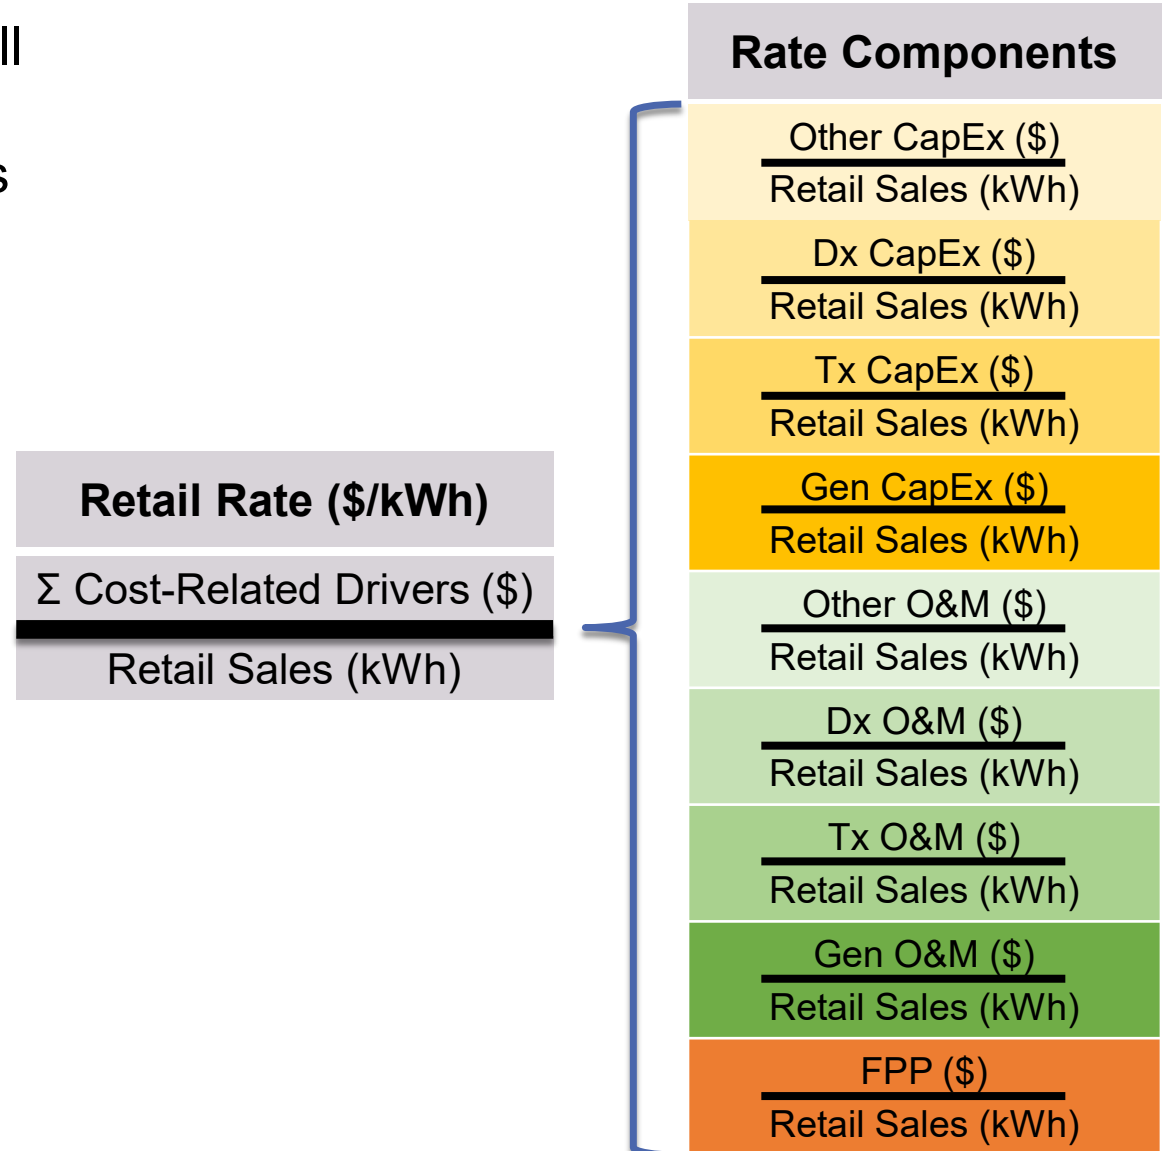 ll
s
Retail Rate ($/kWh)
Σ Cost-Related Drivers ($)
Retail Sales (kWh)
Rate Components
Other CapEx ($)
Retail Sales (kWh)
Dx CapEx ($)
Retail Sales (kWh)
Tx CapEx ($)
Retail Sales (kWh)
Gen CapEx ($)
Retail Sales (kWh)
Other O&M ($)
Retail Sales (kWh)
Dx O&M ($)
Retail Sales (kWh)
Tx O&M ($)
Retail Sales (kWh)
Gen O&M ($)
Retail Sales (kWh)
FPP ($)
Retail Sales (kWh)